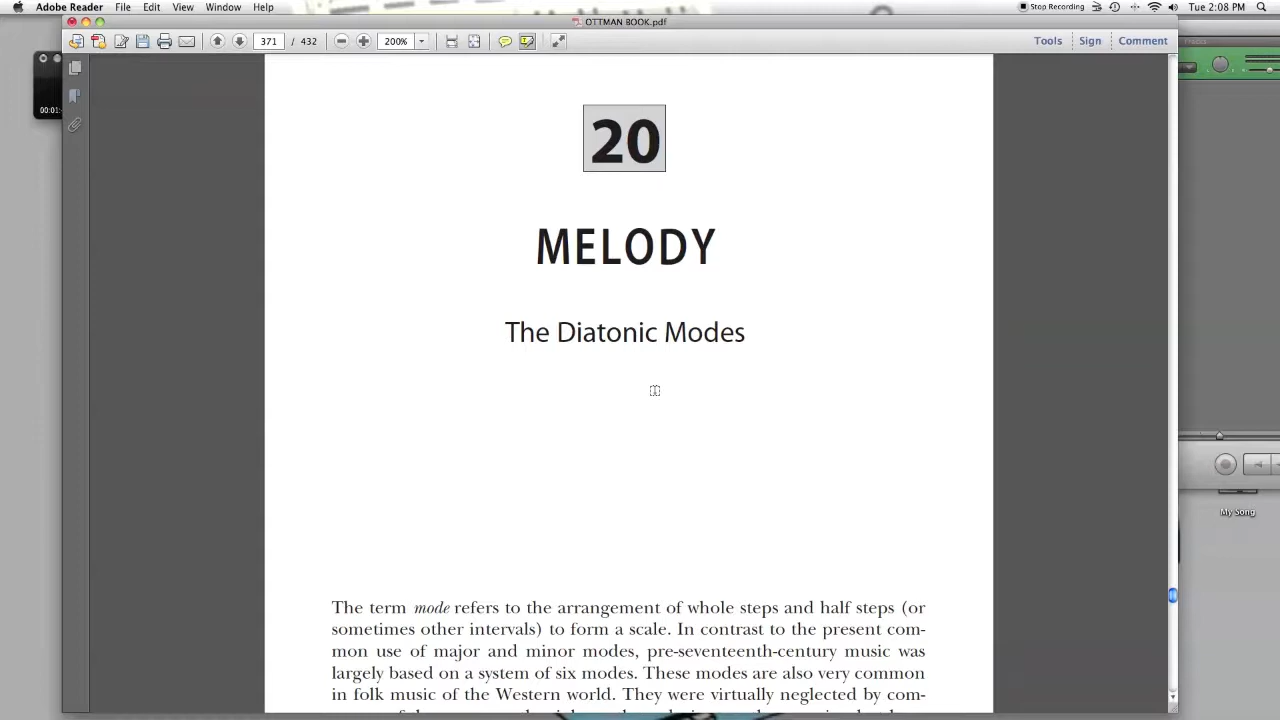 Adobe Reader File Edit View Window Help Stop Recording Tue 2:08 PM
OTTMAN BOOK.pdf
371 / 432 200% Tools Sign Comment
00:01:
20
MELODY
The Diatonic Modes
My Song
The term mode refers to the arrangement of whole steps and half steps (or
sometimes other intervals) to form a scale. In contrast to the present com-
mon use of major and minor modes, pre-seventeenth-century music was
largely based on a system of six modes. These modes are also very common
in folk music of the Western world. They were virtually neglected by com-